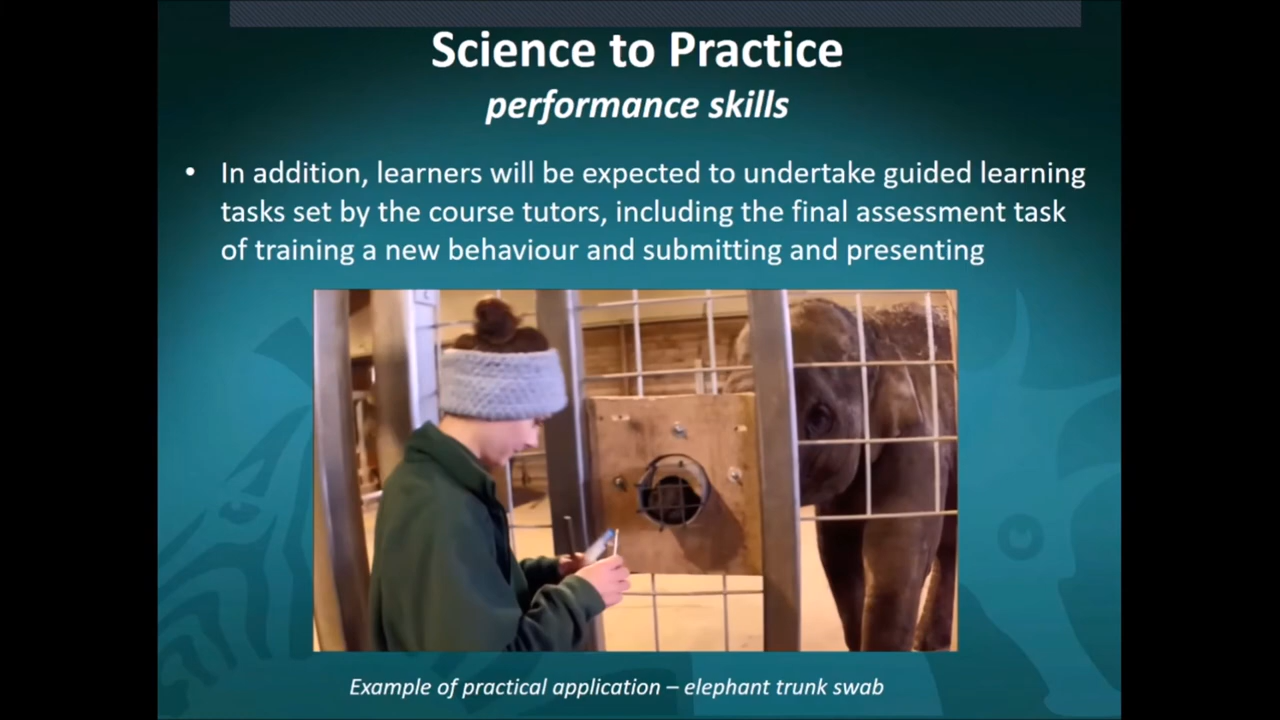 Science to Practice
performance skills
• In addition, learners will be expected to undertake guided learning
tasks set by the course tutors, including the final assessment task
of training a new behaviour and submitting and presenting
Example of practical application – elephant trunk swab